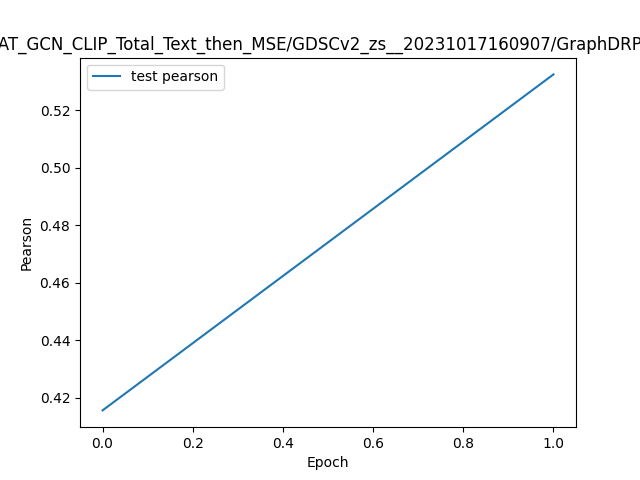 AT_GCN_CLIP_Total_Text_then_MSE/GDSCv2_zs__20231017160907/GraphDRP
test pearson
Pearson
0.52
0.50
0.48
0.46
0.44
0.42
0.0 0.2 0.4 0.6 0.8 1.0
Epoch